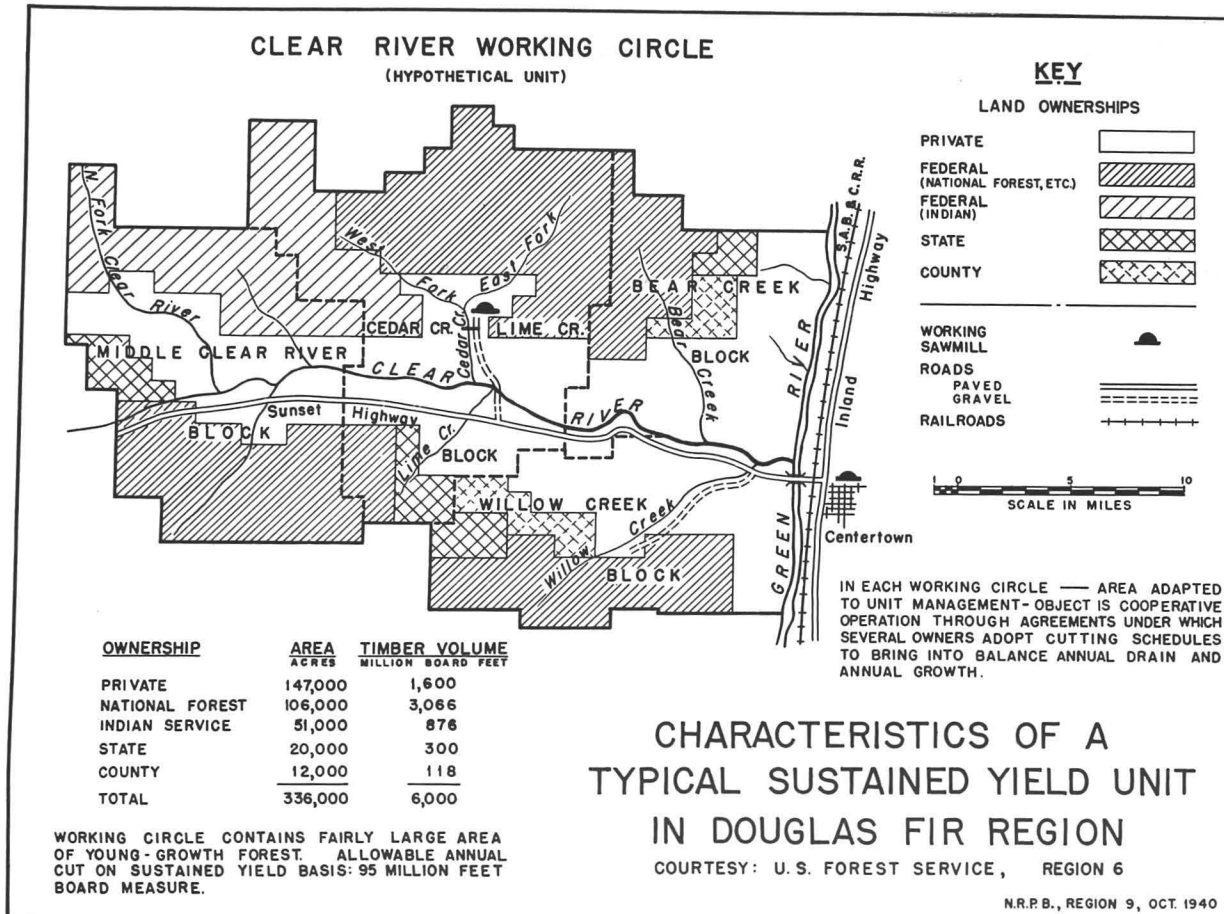 CLEAR RIVER WORKING CIRCLE
(HYPOTHETICAL UNIT)
KEY
LAND OWNERSHIPS
PRIVATE
FEDERAL
(NATIONAL FOREST, ETC.)
FEDERAL
(INDIAN)
STATE
COUNTY
WORKING
SAWMILL
ROADS
PAVED
GRAVEL
RAILROADS
1 0 5 10
SCALE IN MILES
N. Fork Clear River
West Fork
East Fork
S.A.B. & C.R.R.
Inland Highway
BEAR CREEK
BLOCK
Bear Creek
CEDAR CR.
LIME CR.
Cedar Cr.
MIDDLE CLEAR RIVER
BLOCK
CLEAR RIVER
Sunset Highway
Lime Cr.
BLOCK
WILLOW CREEK
BLOCK
Willow Creek
GREEN RIVER
Centertown
IN EACH WORKING CIRCLE — AREA ADAPTED
TO UNIT MANAGEMENT - OBJECT IS COOPERATIVE
OPERATION THROUGH AGREEMENTS UNDER WHICH
SEVERAL OWNERS ADOPT CUTTING SCHEDULES
TO BRING INTO BALANCE ANNUAL DRAIN AND
ANNUAL GROWTH.
OWNERSHIP AREA TIMBER VOLUME
ACRES MILLION BOARD FEET
PRIVATE 147,000 1,600
NATIONAL FOREST 106,000 3,066
INDIAN SERVICE 51,000 876
STATE 20,000 300
COUNTY 12,000 118
TOTAL 336,000 6,000
WORKING CIRCLE CONTAINS FAIRLY LARGE AREA
OF YOUNG-GROWTH FOREST. ALLOWABLE ANNUAL
CUT ON SUSTAINED YIELD BASIS: 95 MILLION FEET
BOARD MEASURE.
CHARACTERISTICS OF A
TYPICAL SUSTAINED YIELD UNIT
IN DOUGLAS FIR REGION
COURTESY: U.S. FOREST SERVICE, REGION 6
N.R.P.B., REGION 9, OCT. 1940